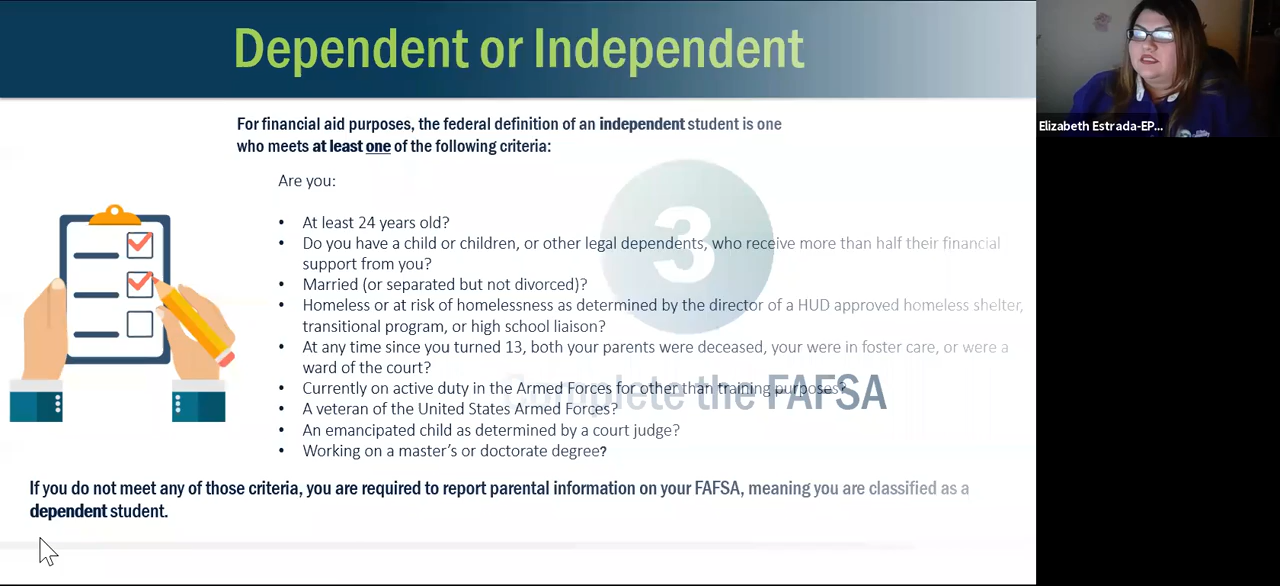 Dependent or Independent
Elizabeth Estrada-EP...
For financial aid purposes, the federal definition of an independent student is one
who meets at least one of the following criteria:
Are you:
• At least 24 years old?
• Do you have a child or children, or other legal dependents, who receive more than half their financial
support from you?
• Married (or separated but not divorced)?
• Homeless or at risk of homelessness as determined by the director of a HUD approved homeless shelter,
transitional program, or high school liaison?
• At any time since you turned 13, both your parents were deceased, your were in foster care, or were a
ward of the court?
• Currently on active duty in the Armed Forces for other than training purposes?
• A veteran of the United States Armed Forces?
• An emancipated child as determined by a court judge?
• Working on a master's or doctorate degree?
3
Complete the FAFSA
If you do not meet any of those criteria, you are required to report parental information on your FAFSA, meaning you are classified as a
dependent student.